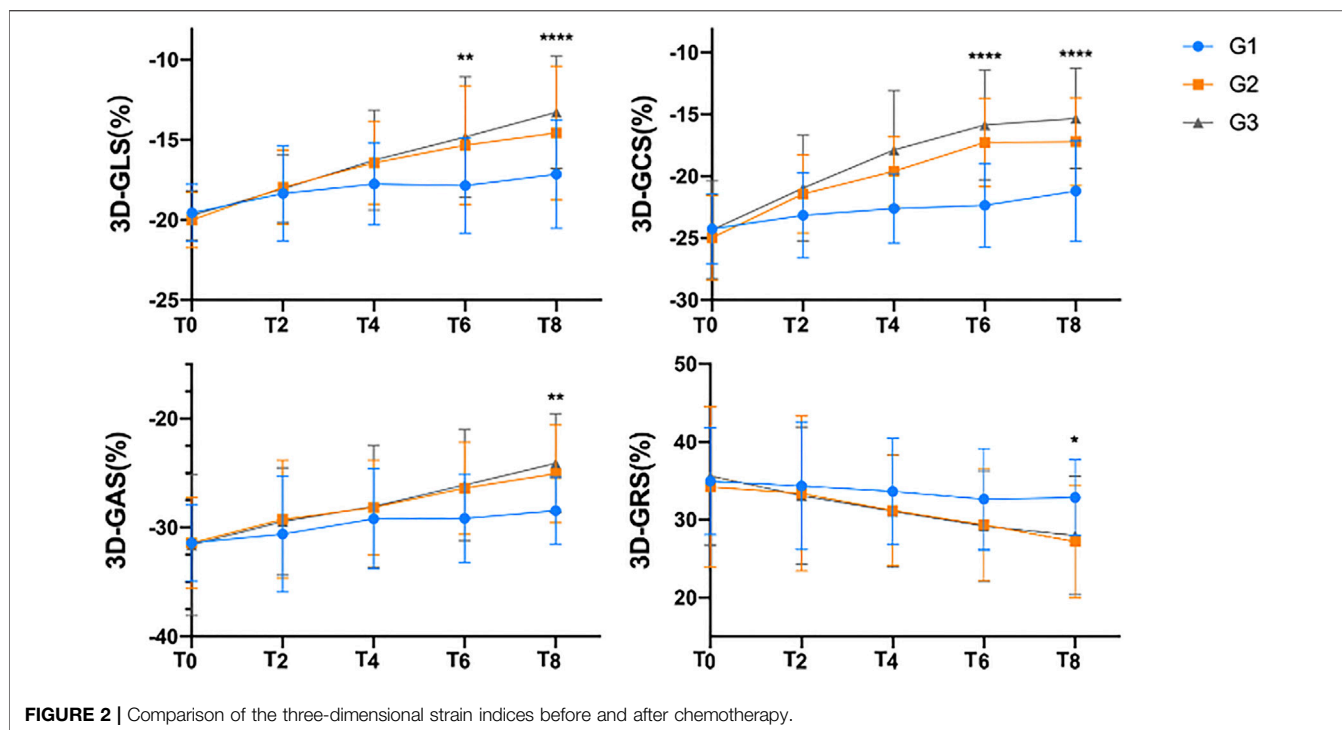 3D-GLS(%)
-10
-15
-20
-25
** ****
T0 T2 T4 T6 T8
3D-GCS(%)
-10
-15
-20
-25
-30
**** ****
T0 T2 T4 T6 T8
G1
G2
G3
3D-GAS(%)
-20
-30
-40
**
T0 T2 T4 T6 T8
3D-GRS(%)
50
40
30
20
*
T0 T2 T4 T6 T8
FIGURE 2 | Comparison of the three-dimensional strain indices before and after chemotherapy.